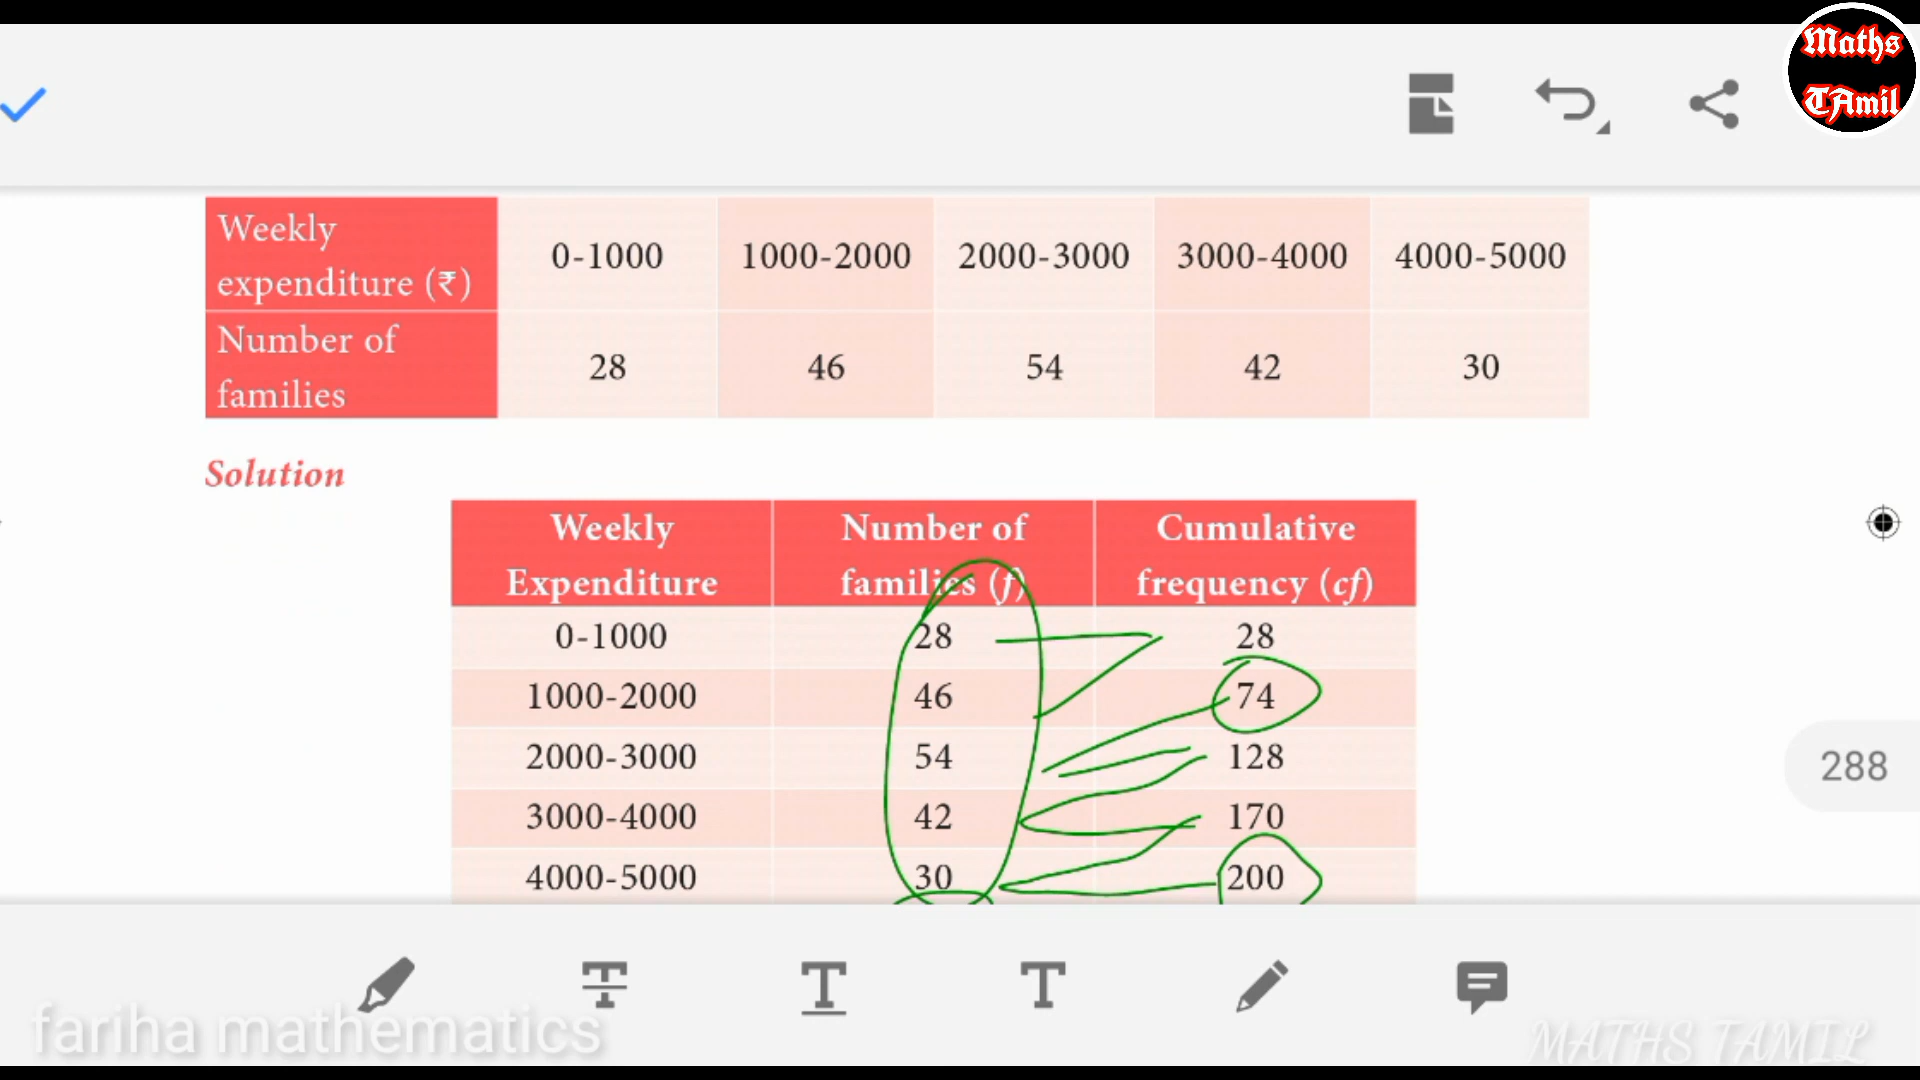 Maths
TAmil
Weekly expenditure (₹) 0-1000 1000-2000 2000-3000 3000-4000 4000-5000
Number of families 28 46 54 42 30
Solution
Weekly Expenditure Number of families (f) Cumulative frequency (cf)
0-1000 28 28
1000-2000 46 74
2000-3000 54 128
3000-4000 42 170
4000-5000 30 200
288
T T T
fariha mathematics
MATHS TAMIL